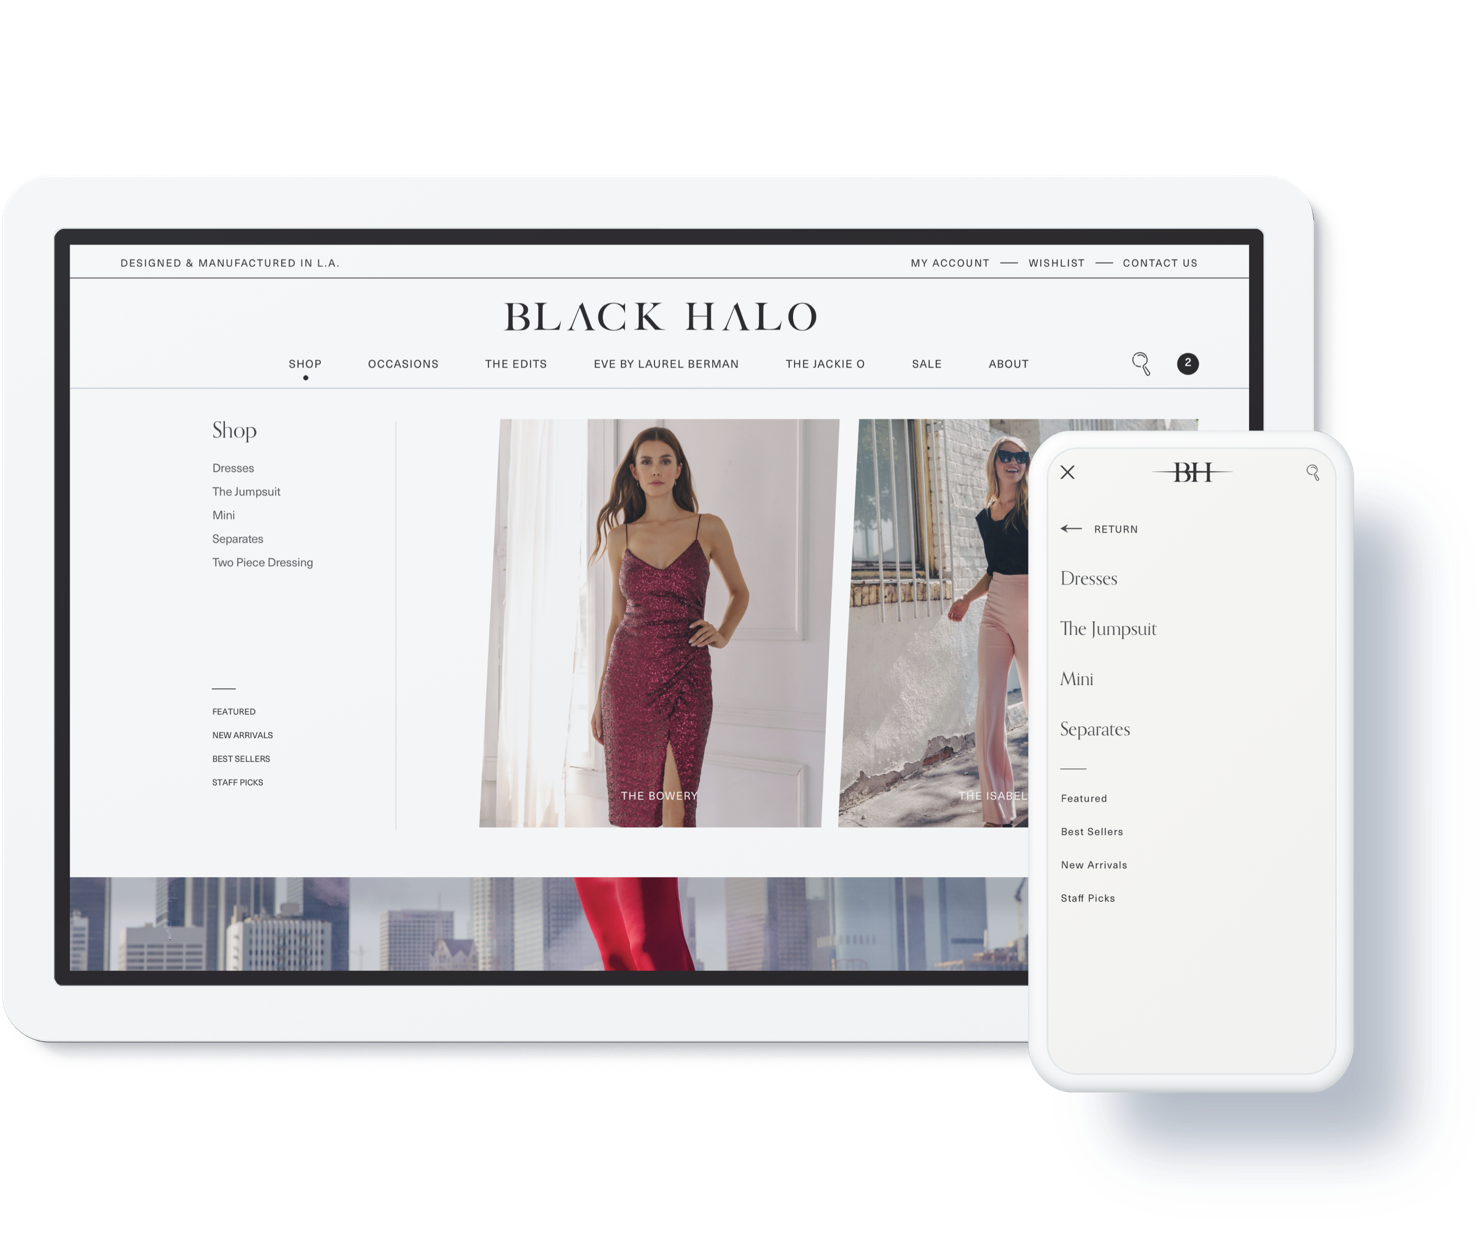 DESIGNED & MANUFACTURED IN L.A.
MY ACCOUNT — WISHLIST — CONTACT US
BLACK HALO
SHOP OCCASIONS THE EDITS EVE BY LAUREL BERMAN THE JACKIE O SALE ABOUT 2
Shop
Dresses
The Jumpsuit
Mini
Separates
Two Piece Dressing
FEATURED
NEW ARRIVALS
BEST SELLERS
STAFF PICKS
THE BOWERY
THE ISABEL
BH
RETURN
Dresses
The Jumpsuit
Mini
Separates
Featured
Best Sellers
New Arrivals
Staff Picks